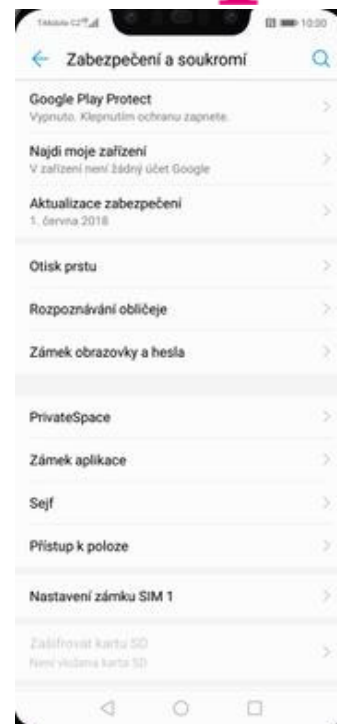 10:00
Zabezpečení a soukromí
Google Play Protect
Vypnuto. Klepnutím ochranu zapnete.
Najdi moje zařízení
V zařízení není žádný účet Google
Aktualizace zabezpečení
1. června 2018
Otisk prstu
Rozpoznávání obličeje
Zámek obrazovky a hesla
PrivateSpace
Zámek aplikace
Sejf
Přístup k poloze
Nastavení zámku SIM 1
Zašifrovat kartu SD
Není vložena karta SD